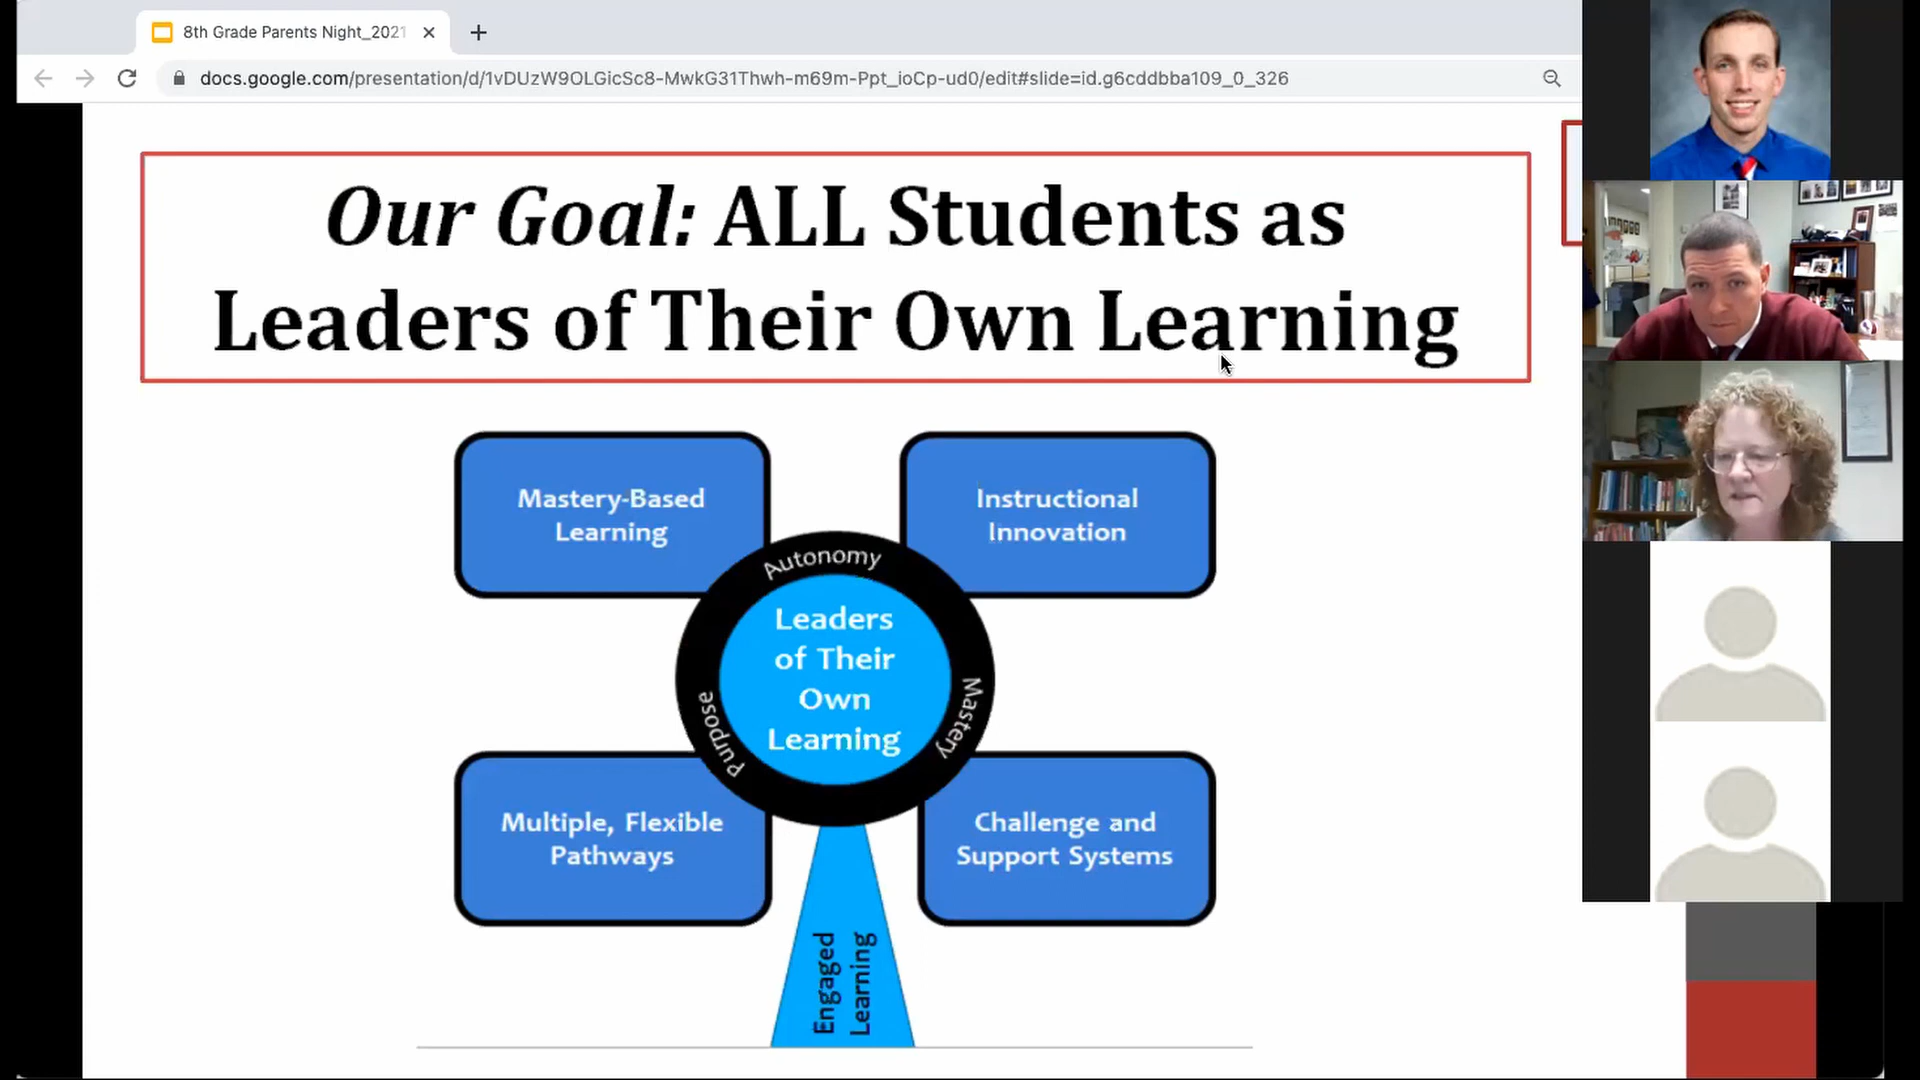 8th Grade Parents Night_2021
docs.google.com/presentation/d/1vDUzW9OLGicSc8-MwkG31Thwh-m69m-Ppt_ioCp-ud0/edit#slide=id.g6cddbba109_0_326
Our Goal: ALL Students as
Leaders of Their Own Learning
Mastery-Based
Learning
Instructional
Innovation
Autonomy
Leaders
of Their
Own
Learning
Purpose
Mastery
Multiple, Flexible
Pathways
Challenge and
Support Systems
Engaged
Learning